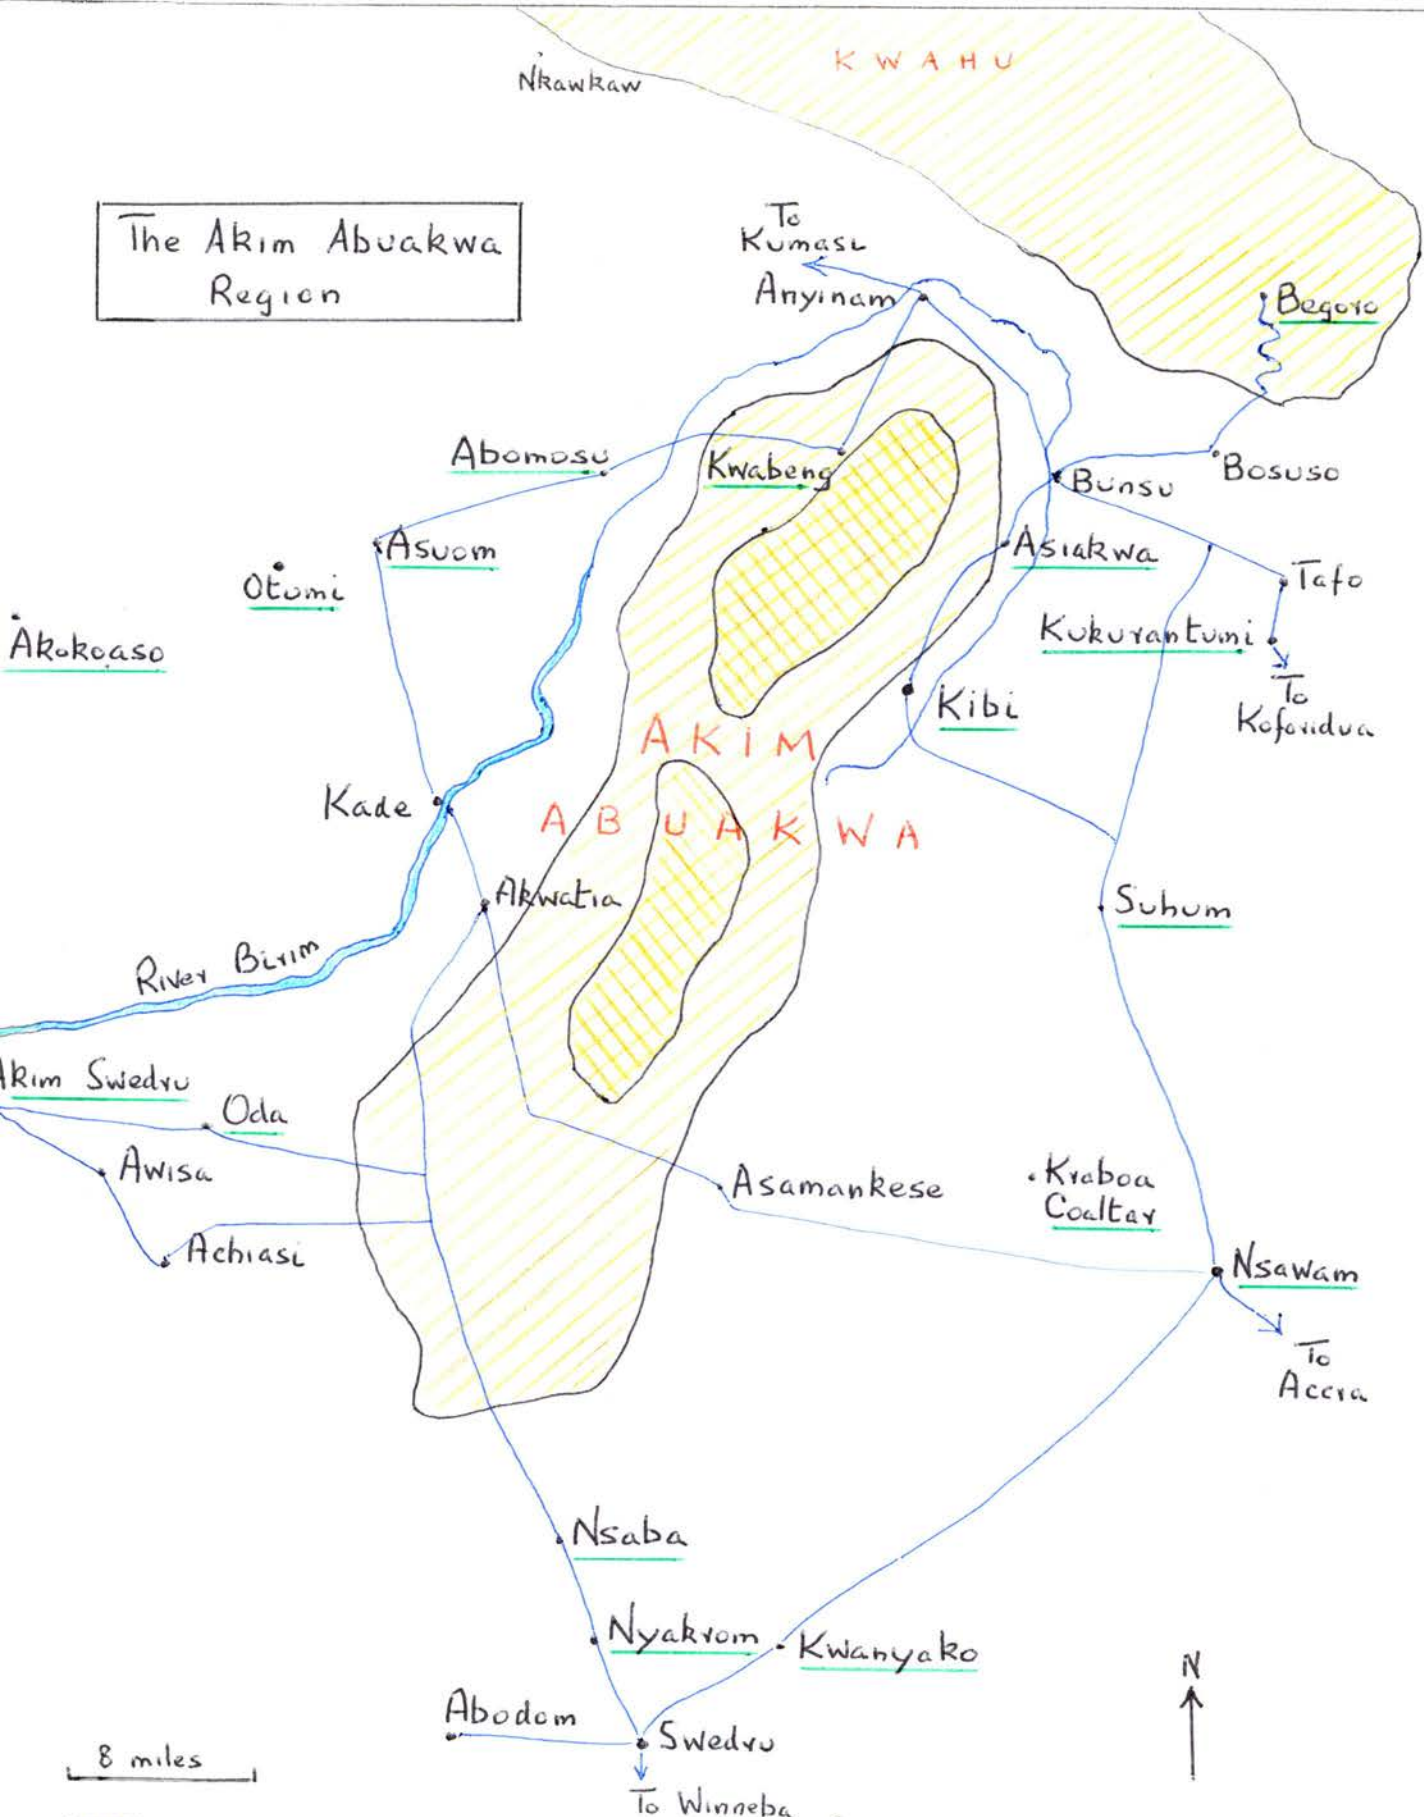 KWAHU
Nkawkaw
The Akim Abuakwa
Region
To
Kumasi
Anyinam
Begoro
Abomosu
Kwabeng
Bunsu
Bosuso
Asuom
Asiakwa
Otumi
Tafo
Akokoaso
Kukurantumi
To
Koforidua
Kibi
AKIM
ABUAKWA
Kade
Akwatia
Suhum
River Birim
Akim Swedru
Oda
Awisa
Asamankese
Kraboa
Coaltar
Achiasi
Nsawam
To
Accra
Nsaba
Nyakrom
Kwanyako
N
Abodom
Swedru
8 miles
To Winneba